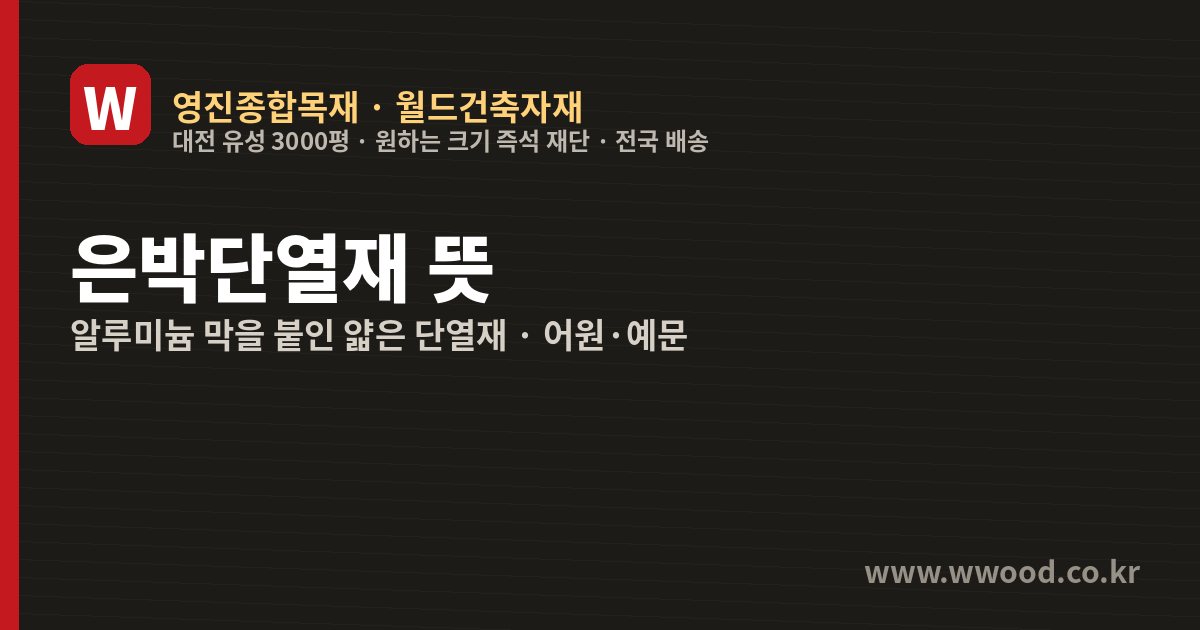 W
영진종합목재 · 월드건축자재
대전 유성 3000평 · 원하는 크기 즉석 재단 · 전국 배송
은박단열재 뜻
알루미늄 막을 붙인 얇은 단열재 · 어원·예문
www.wwood.co.kr